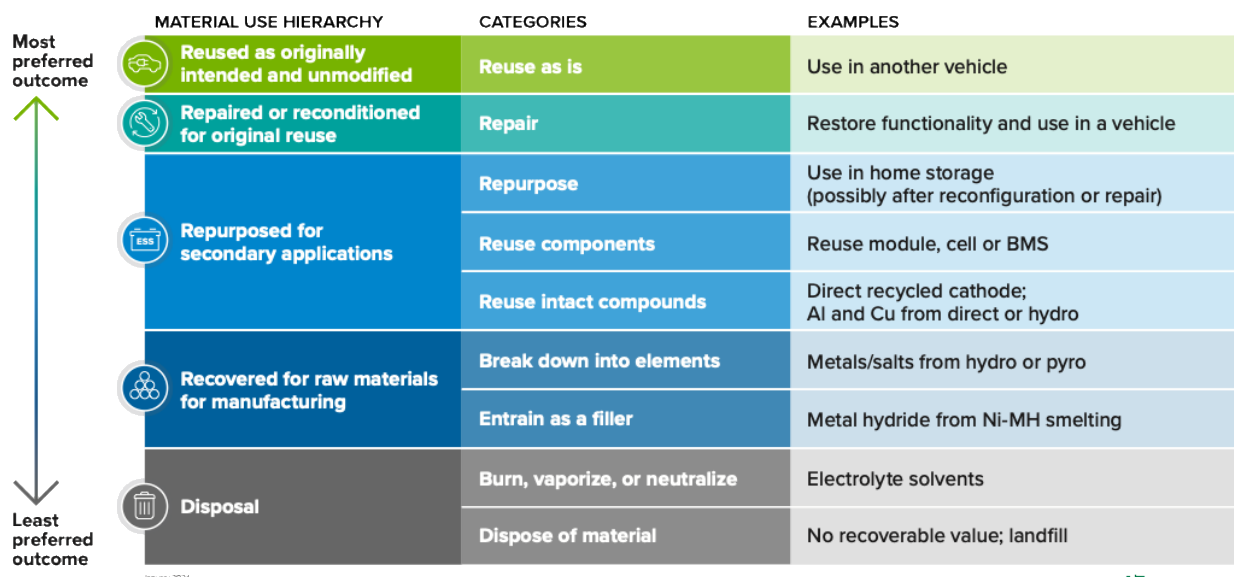 MATERIAL USE HIERARCHY
CATEGORIES
EXAMPLES
Most
preferred
outcome
Reused as originally
intended and unmodified
Reuse as is
Use in another vehicle
Repaired or reconditioned
for original reuse
Repair
Restore functionality and use in a vehicle
ESS
Repurposed for
secondary applications
Repurpose
Use in home storage
(possibly after reconfiguration or repair)
Reuse components
Reuse module, cell or BMS
Reuse intact compounds
Direct recycled cathode;
Al and Cu from direct or hydro
Recovered for raw materials
for manufacturing
Break down into elements
Metals/salts from hydro or pyro
Entrain as a filler
Metal hydride from Ni-MH smelting
Disposal
Burn, vaporize, or neutralize
Electrolyte solvents
Dispose of material
No recoverable value; landfill
Least
preferred
outcome